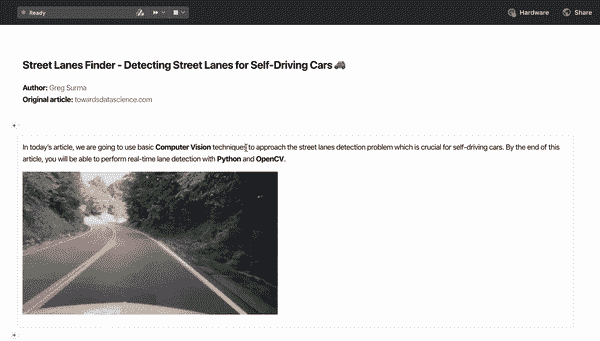 Ready
Hardware
Share
Street Lanes Finder - Detecting Street Lanes for Self-Driving Cars 🚗
Author: Greg Surma
Original article: towardsdatascience.com
In today's article, we are going to use basic Computer Vision techniques to approach the street lanes detection problem which is crucial for self-driving cars. By the end of this
article, you will be able to perform real-time lane detection with Python and OpenCV.